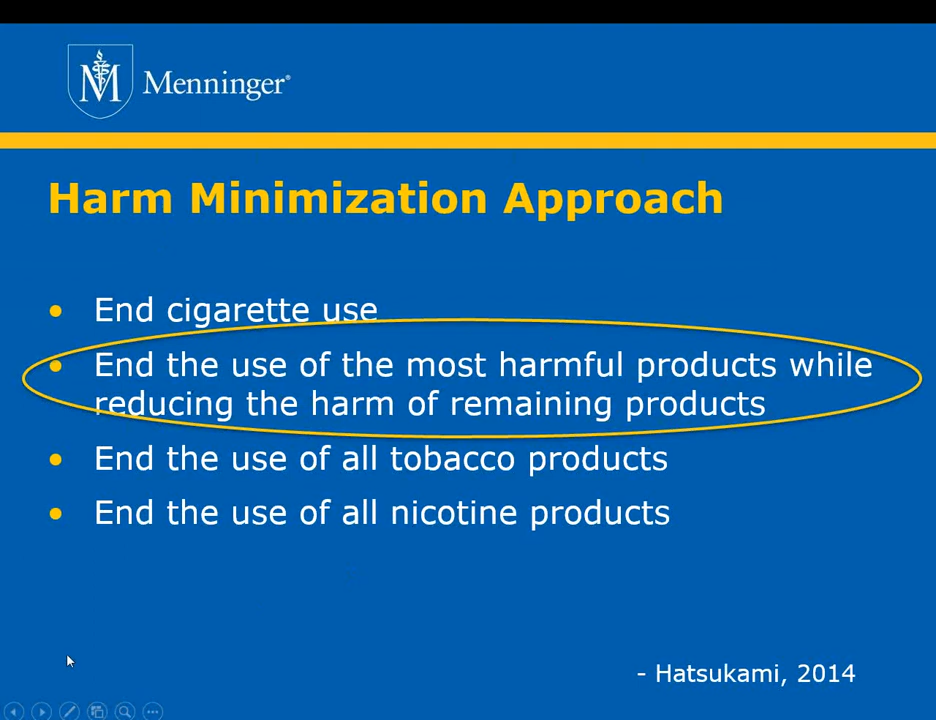 Menninger®
Harm Minimization Approach
• End cigarette use
• End the use of the most harmful products while
reducing the harm of remaining products
• End the use of all tobacco products
• End the use of all nicotine products
- Hatsukami, 2014